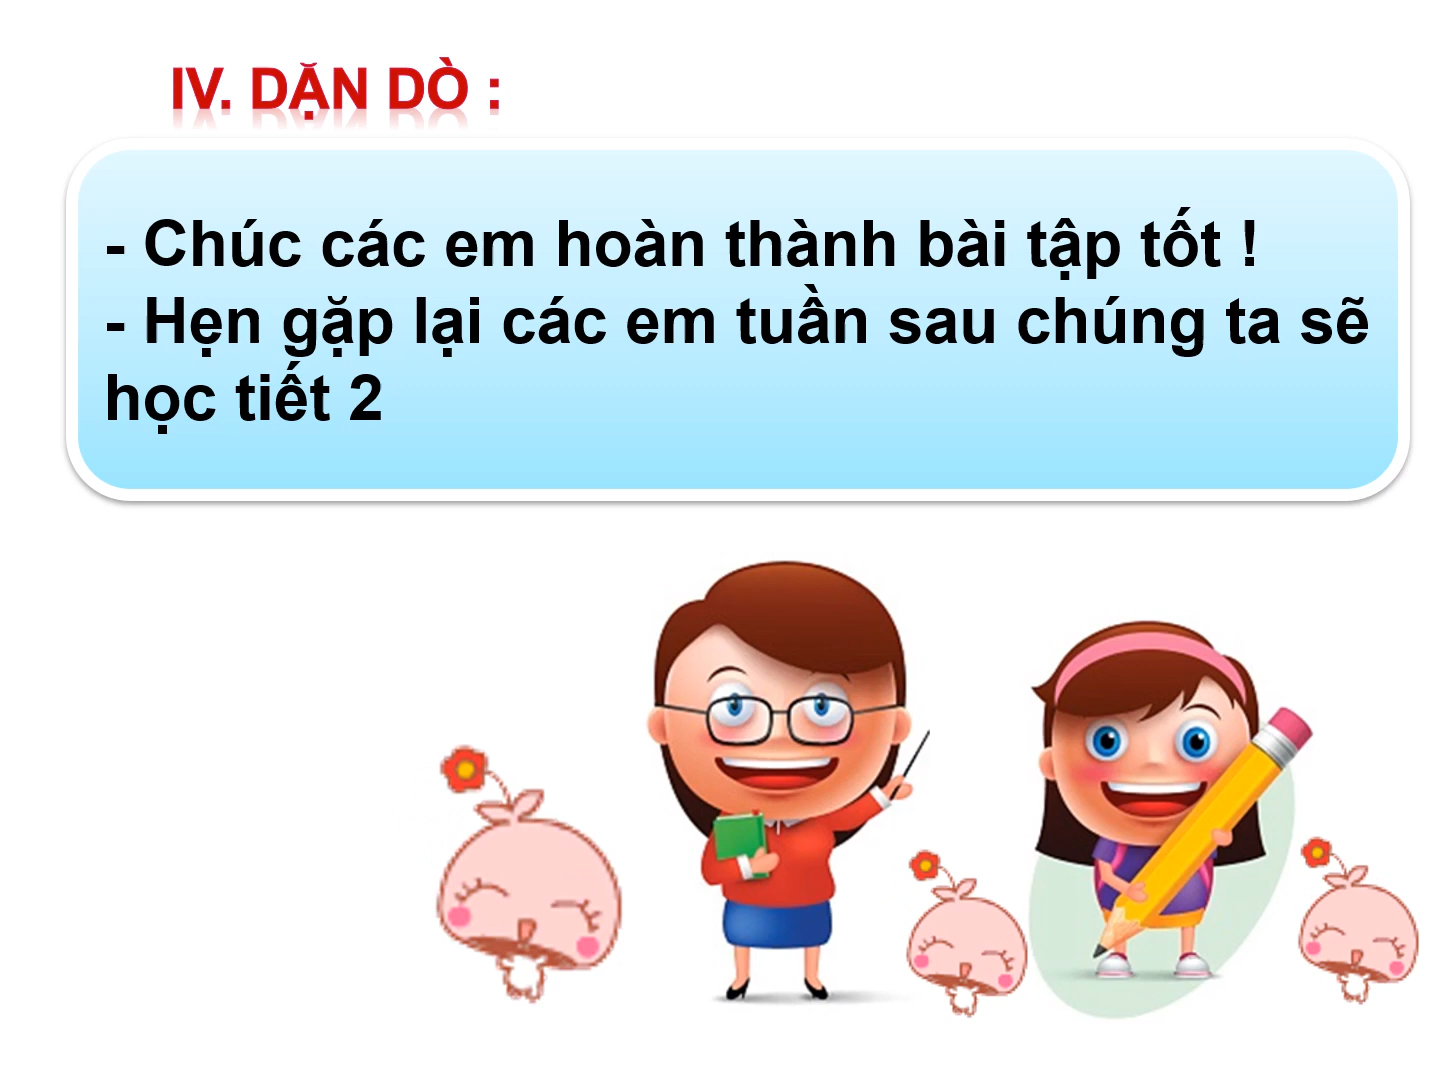 IV. DẶN DÒ :
- Chúc các em hoàn thành bài tập tốt !
- Hẹn gặp lại các em tuần sau chúng ta sẽ
học tiết 2